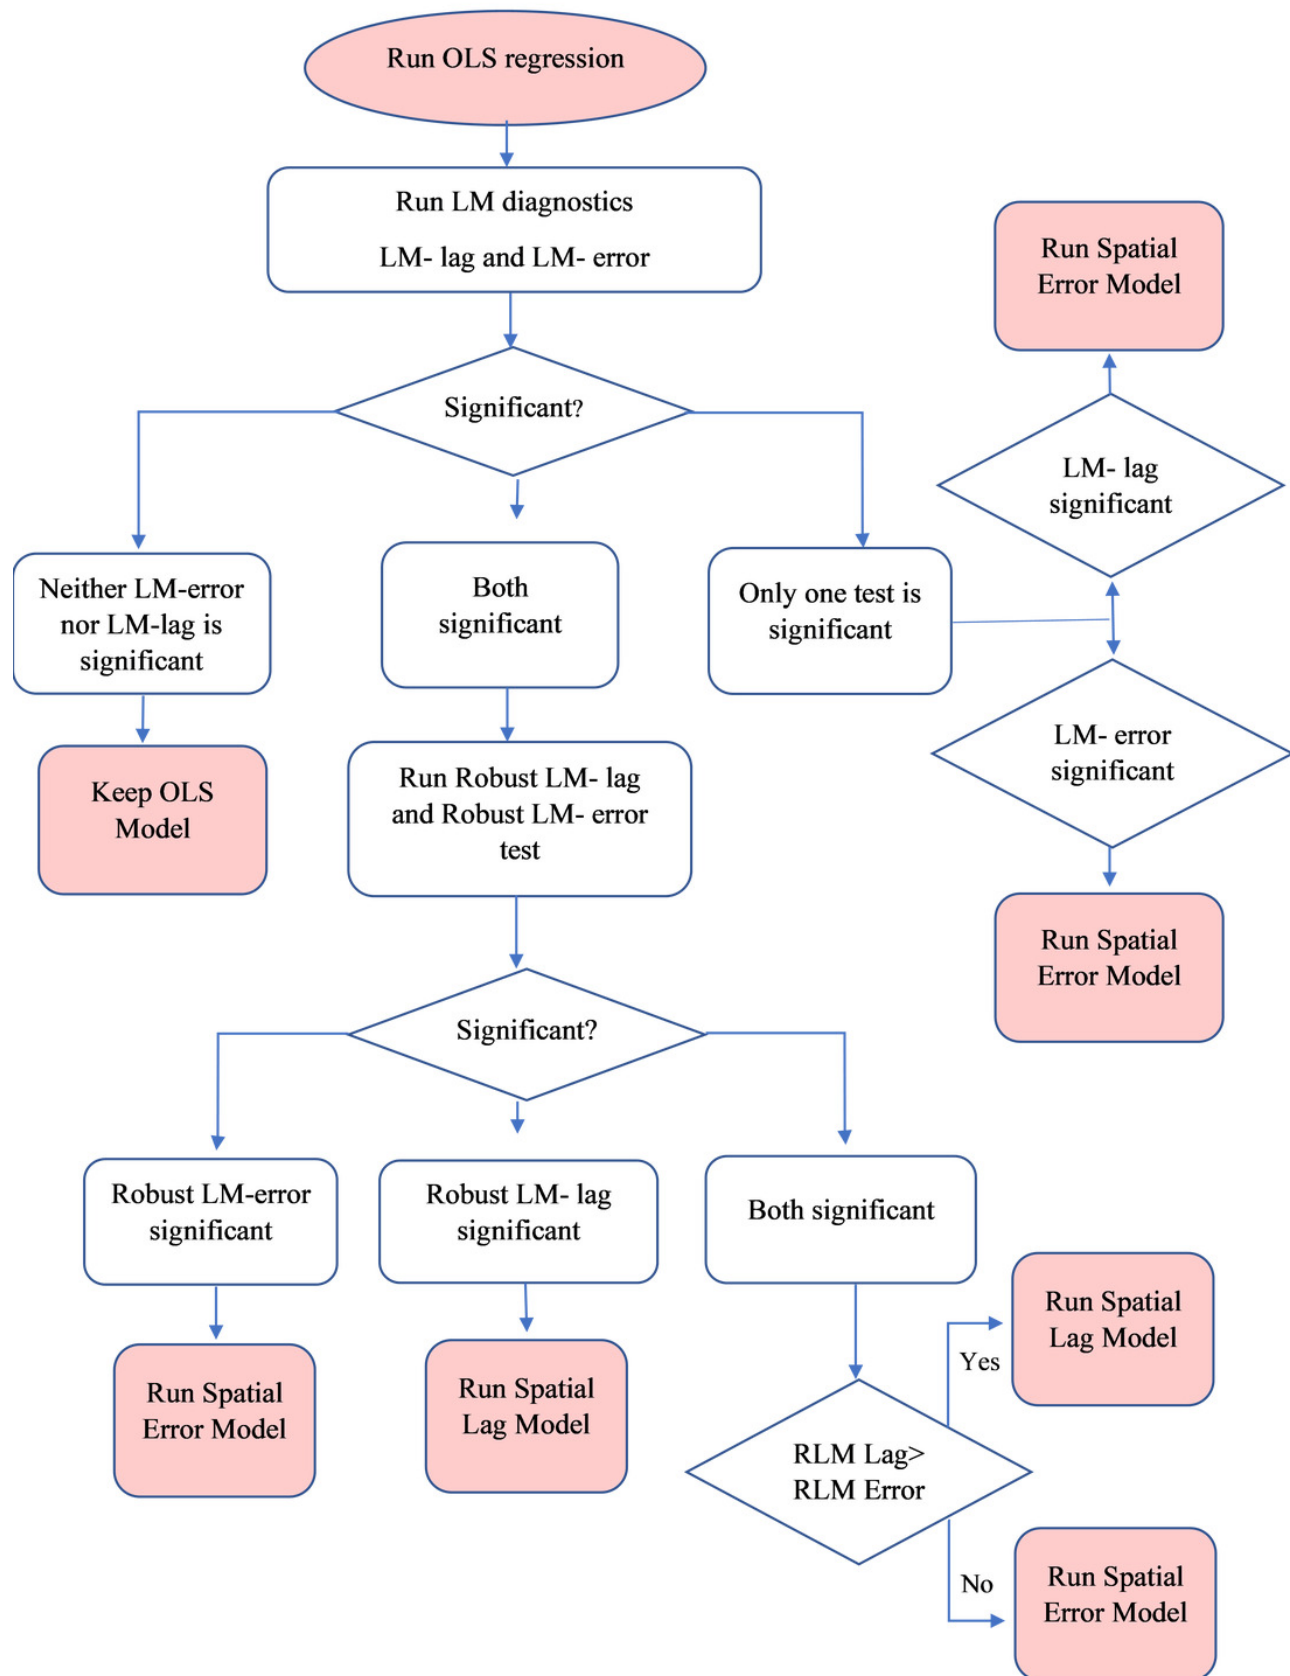 Run OLS regression
Run LM diagnostics
LM- lag and LM- error
Significant?
Neither LM-error
nor LM-lag is
significant
Keep OLS
Model
Both
significant
Only one test is
significant
Run Spatial
Error Model
LM- lag
significant
LM- error
significant
Run Spatial
Error Model
Run Robust LM- lag
and Robust LM- error
test
Significant?
Robust LM-error
significant
Run Spatial
Error Model
Robust LM- lag
significant
Run Spatial
Lag Model
Both significant
RLM Lag>
RLM Error
Yes
Run Spatial
Lag Model
No
Run Spatial
Error Model